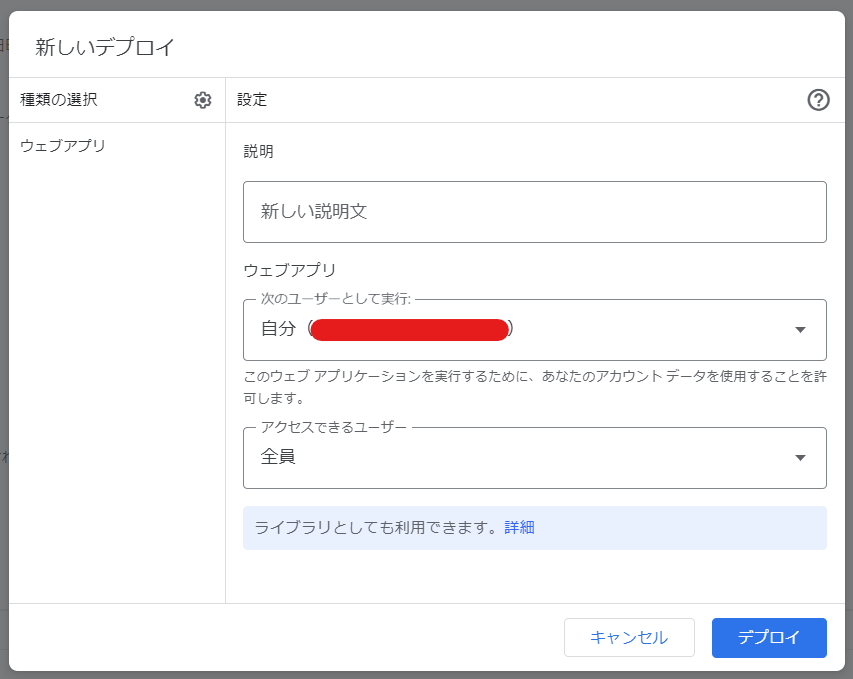 新しいデプロイ
種類の選択
設定
ウェブアプリ
説明
新しい説明文
ウェブアプリ
次のユーザーとして実行:
自分 ( )
このウェブ アプリケーションを実行するために、あなたのアカウント データを使用することを許
可します。
アクセスできるユーザー
全員
ライブラリとしても利用できます。詳細
キャンセル
デプロイ